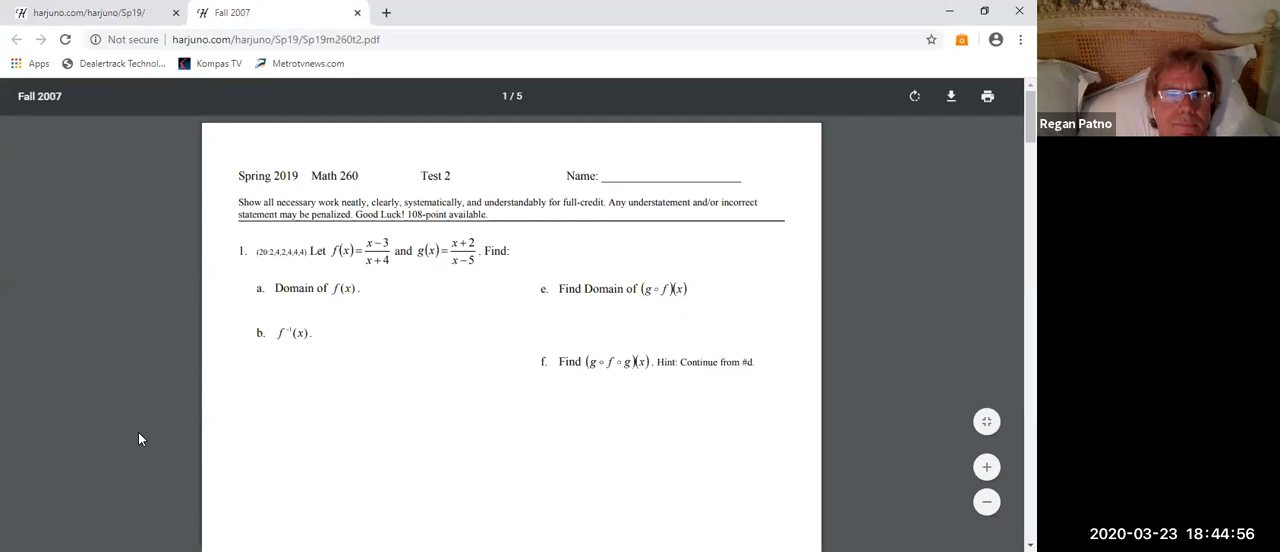 harjuno.com/harjuno/Sp19/
Fall 2007
Not secure | harjuno.com/harjuno/Sp19/Sp19m260t2.pdf
Apps Dealertrack Technol... Kompas TV Metrotvnews.com
Fall 2007 1 / 5
Regan Patno
Spring 2019 Math 260 Test 2 Name: ____________________
Show all necessary work neatly, clearly, systematically, and understandably for full-credit. Any understatement and/or incorrect
statement may be penalized. Good Luck! 108-point available.
1. (20:2,4,2,4,4,4) Let f(x)=(x−3)/(x+4) and g(x)=(x+2)/(x−5). Find:
a. Domain of f(x).
b. f⁻¹(x).
e. Find Domain of (g∘f)(x)
f. Find (g∘f∘g)(x). Hint: Continue from #d.
2020-03-23 18:44:56